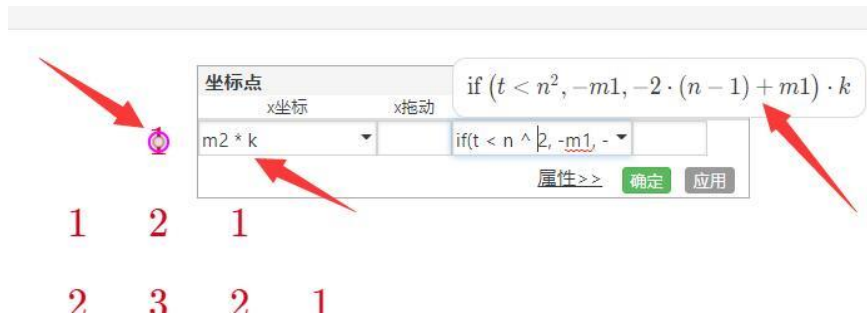 坐标点
if (t < n², −m1, −2 · (n − 1) + m1) · k
x坐标 x拖动
1 m2 * k if(t < n ^ 2, -m1, -
属性>> 确定 应用
1 2 1
2 3 2 1